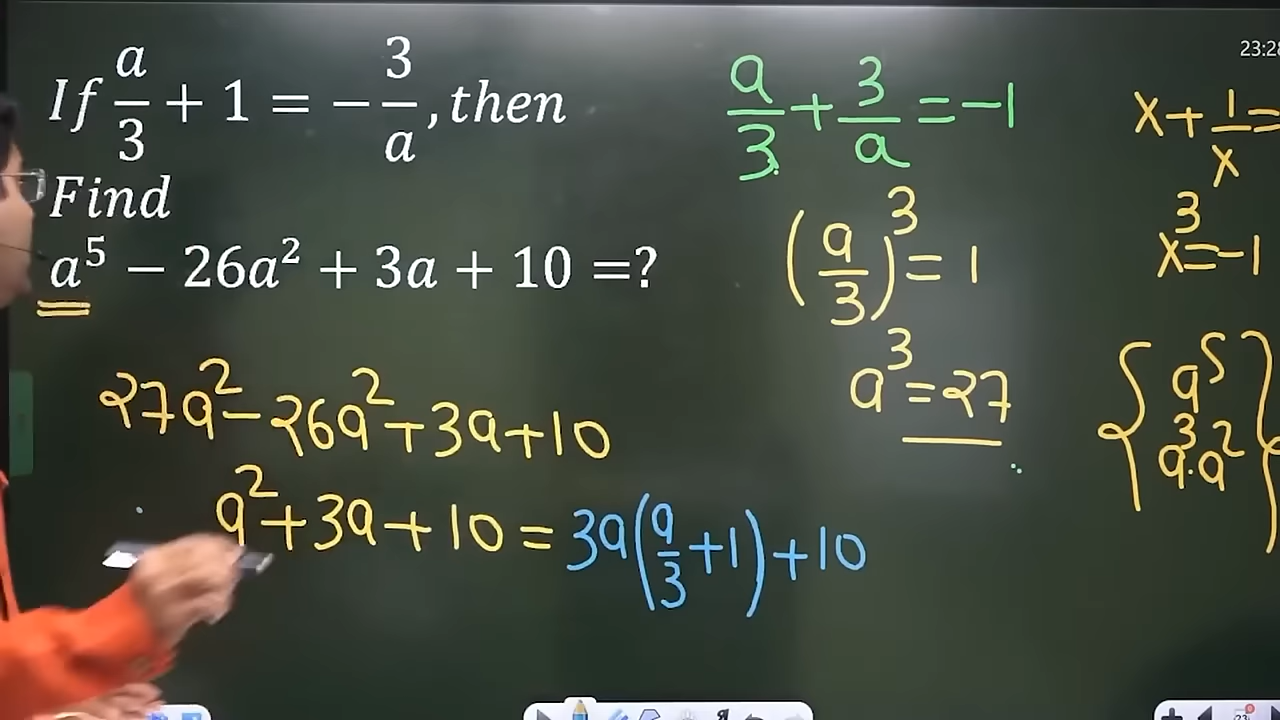 If a/3 + 1 = −3/a, then
Find
a⁵ − 26a² + 3a + 10 =?
27a² − 26a² + 3a + 10
a² + 3a + 10 = 3a(a/3 + 1) + 10
a/3 + 3/a = −1
(a/3)³ = 1
a³ = 27
23:28
x + 1/x =
x³ = −1
{a⁵
a³·a²}